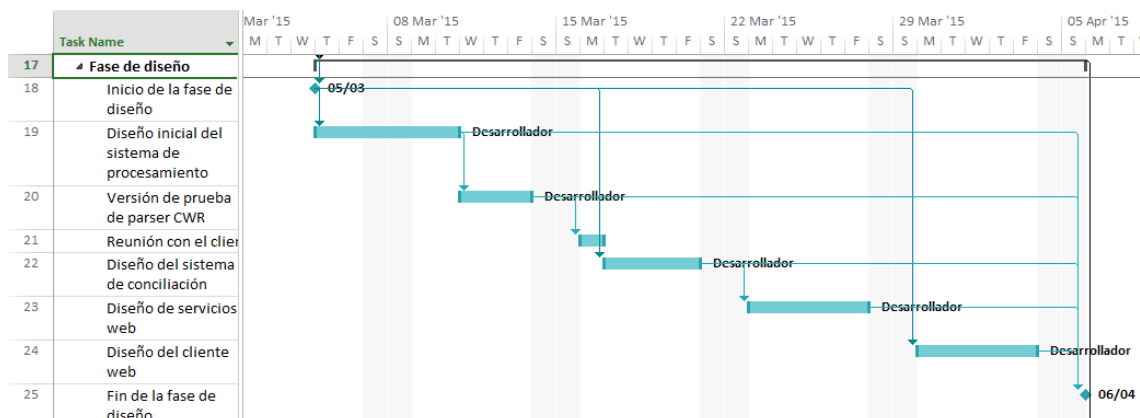 Mar '15 08 Mar '15 15 Mar '15 22 Mar '15 29 Mar '15 05 Apr '15
Task Name M T W T F S S M T W T F S S M T W T F S S M T W T F S S M T W T F S S M T
17 Fase de diseño
18 Inicio de la fase de 05/03
diseño
19 Diseño inicial del Desarrollador
sistema de
procesamiento
20 Versión de prueba Desarrollador
de parser CWR
21 Reunión con el clier
22 Diseño del sistema Desarrollador
de conciliación
23 Diseño de servicios Desarrollador
web
24 Diseño del cliente Desarrollador
web
25 Fin de la fase de 06/04
diseño